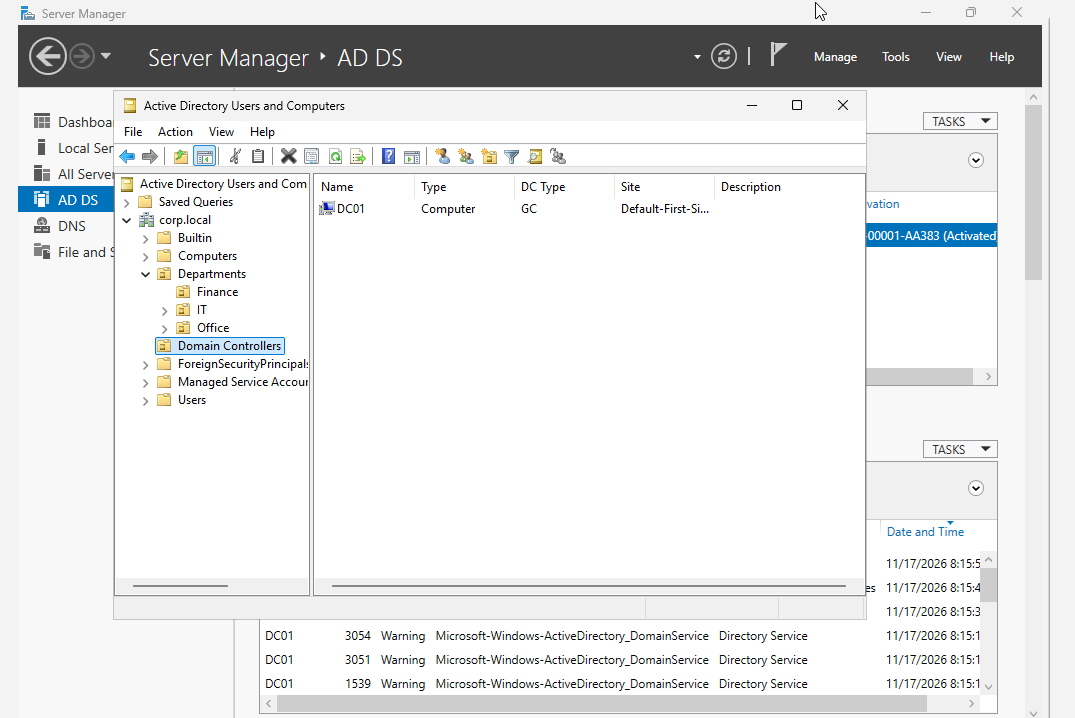 Server Manager
Server Manager ‣ AD DS
Manage Tools View Help
Dashboa
Local Ser
All Server
AD DS
DNS
File and S
TASKS
vation
-00001-AA383 (Activated
Active Directory Users and Computers
File Action View Help
Active Directory Users and Com
Saved Queries
corp.local
Builtin
Computers
Departments
Finance
IT
Office
Domain Controllers
ForeignSecurityPrincipals
Managed Service Accour
Users
Name Type DC Type Site Description
DC01 Computer GC Default-First-Si...
TASKS
Date and Time
11/17/2026 8:15:5
es 11/17/2026 8:15:4
11/17/2026 8:15:3
DC01 3054 Warning Microsoft-Windows-ActiveDirectory_DomainService Directory Service 11/17/2026 8:15:1
DC01 3051 Warning Microsoft-Windows-ActiveDirectory_DomainService Directory Service 11/17/2026 8:15:1
DC01 1539 Warning Microsoft-Windows-ActiveDirectory_DomainService Directory Service 11/17/2026 8:15:1